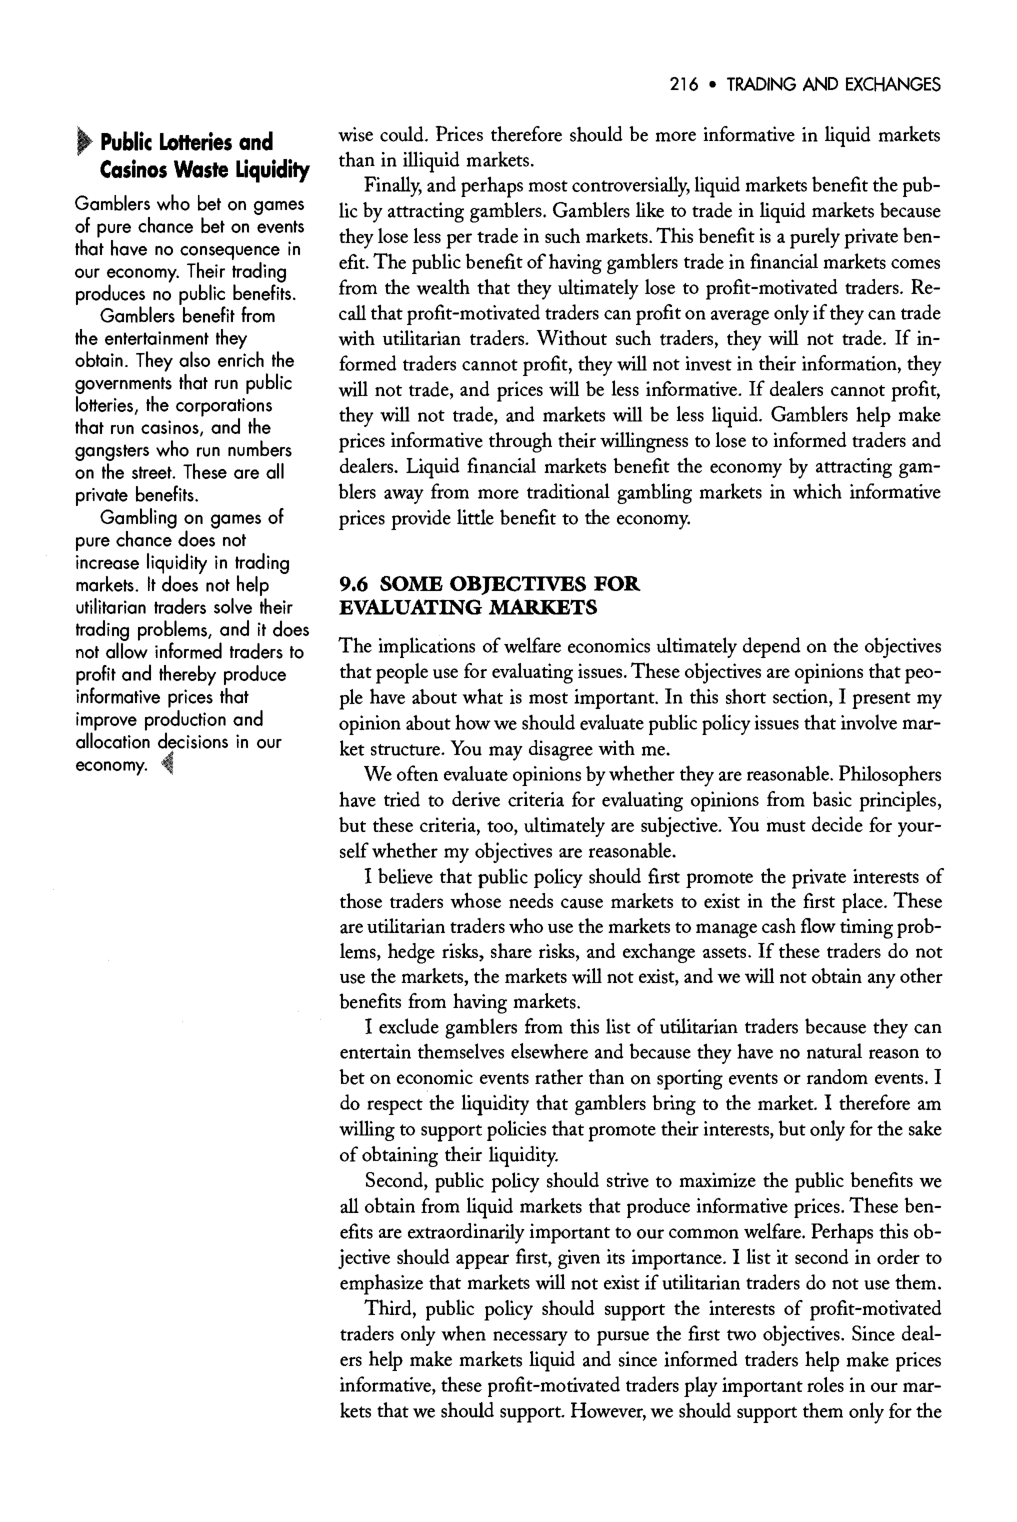 216 • TRADING AND EXCHANGES
Public Lotteries and
Casinos Waste Liquidity
Gamblers who bet on games
of pure chance bet on events
that have no consequence in
our economy. Their trading
produces no public benefits.
Gamblers benefit from
the entertainment they
obtain. They also enrich the
governments that run public
lotteries, the corporations
that run casinos, and the
gangsters who run numbers
on the street. These are all
private benefits.
Gambling on games of
pure chance does not
increase liquidity in trading
markets. It does not help
utilitarian traders solve their
trading problems, and it does
not allow informed traders to
profit and thereby produce
informative prices that
improve production and
allocation decisions in our
economy.
wise could. Prices therefore should be more informative in liquid markets
than in illiquid markets.
Finally, and perhaps most controversially, liquid markets benefit the pub-
lic by attracting gamblers. Gamblers like to trade in liquid markets because
they lose less per trade in such markets. This benefit is a purely private ben-
efit. The public benefit of having gamblers trade in financial markets comes
from the wealth that they ultimately lose to profit-motivated traders. Re-
call that profit-motivated traders can profit on average only if they can trade
with utilitarian traders. Without such traders, they will not trade. If in-
formed traders cannot profit, they will not invest in their information, they
will not trade, and prices will be less informative. If dealers cannot profit,
they will not trade, and markets will be less liquid. Gamblers help make
prices informative through their willingness to lose to informed traders and
dealers. Liquid financial markets benefit the economy by attracting gam-
blers away from more traditional gambling markets in which informative
prices provide little benefit to the economy.
9.6 SOME OBJECTIVES FOR
EVALUATING MARKETS
The implications of welfare economics ultimately depend on the objectives
that people use for evaluating issues. These objectives are opinions that peo-
ple have about what is most important. In this short section, I present my
opinion about how we should evaluate public policy issues that involve mar-
ket structure. You may disagree with me.
We often evaluate opinions by whether they are reasonable. Philosophers
have tried to derive criteria for evaluating opinions from basic principles,
but these criteria, too, ultimately are subjective. You must decide for your-
self whether my objectives are reasonable.
I believe that public policy should first promote the private interests of
those traders whose needs cause markets to exist in the first place. These
are utilitarian traders who use the markets to manage cash flow timing prob-
lems, hedge risks, share risks, and exchange assets. If these traders do not
use the markets, the markets will not exist, and we will not obtain any other
benefits from having markets.
I exclude gamblers from this list of utilitarian traders because they can
entertain themselves elsewhere and because they have no natural reason to
bet on economic events rather than on sporting events or random events. I
do respect the liquidity that gamblers bring to the market. I therefore am
willing to support policies that promote their interests, but only for the sake
of obtaining their liquidity.
Second, public policy should strive to maximize the public benefits we
all obtain from liquid markets that produce informative prices. These ben-
efits are extraordinarily important to our common welfare. Perhaps this ob-
jective should appear first, given its importance. I list it second in order to
emphasize that markets will not exist if utilitarian traders do not use them.
Third, public policy should support the interests of profit-motivated
traders only when necessary to pursue the first two objectives. Since deal-
ers help make markets liquid and since informed traders help make prices
informative, these profit-motivated traders play important roles in our mar-
kets that we should support. However, we should support them only for the